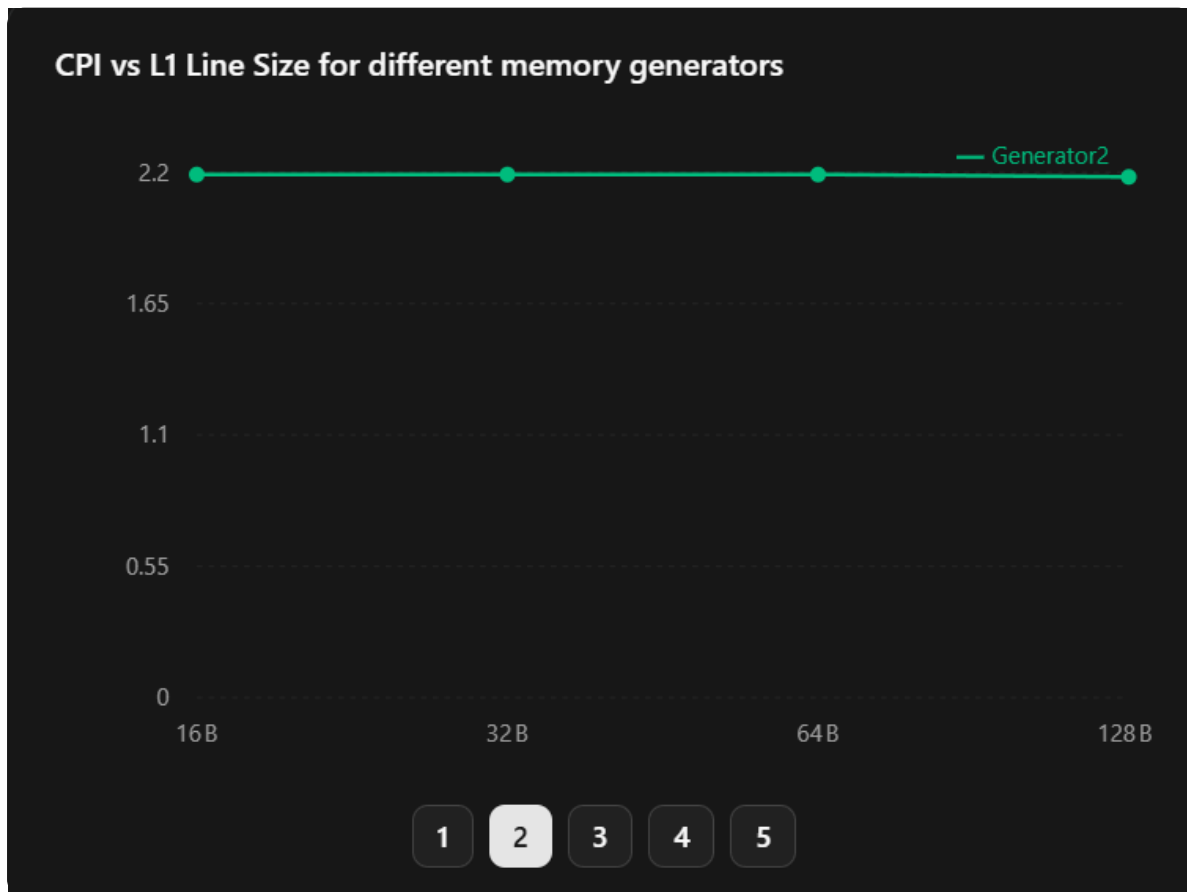 CPI vs L1 Line Size for different memory generators
Generator2
2.2
1.65
1.1
0.55
0
16B 32B 64B 128B
1 2 3 4 5